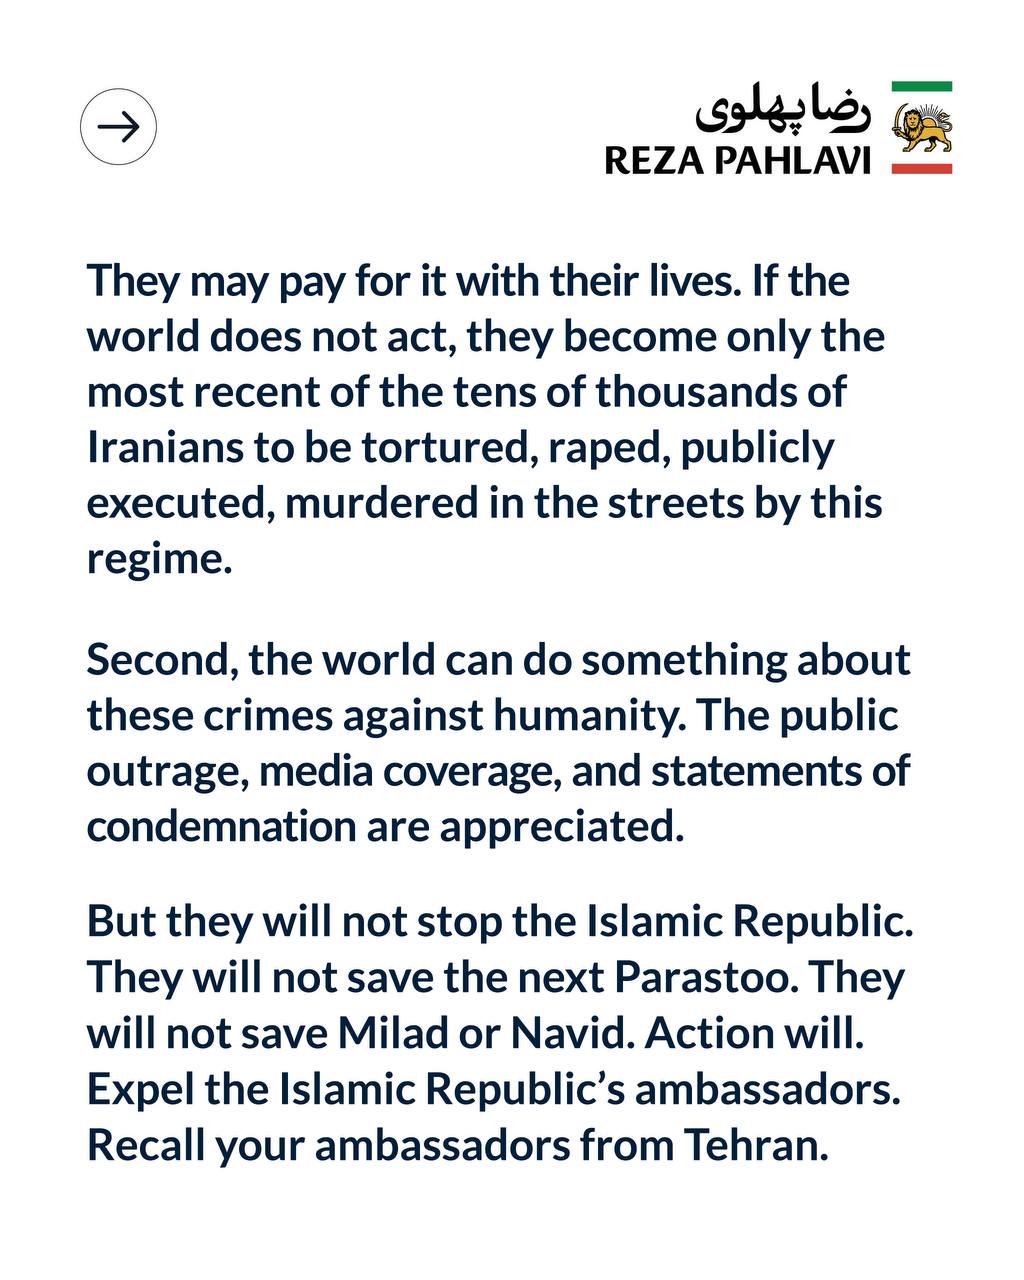 رضا پهلوی
REZA PAHLAVI
They may pay for it with their lives. If the
world does not act, they become only the
most recent of the tens of thousands of
Iranians to be tortured, raped, publicly
executed, murdered in the streets by this
regime.
Second, the world can do something about
these crimes against humanity. The public
outrage, media coverage, and statements of
condemnation are appreciated.
But they will not stop the Islamic Republic.
They will not save the next Parastoo. They
will not save Milad or Navid. Action will.
Expel the Islamic Republic’s ambassadors.
Recall your ambassadors from Tehran.